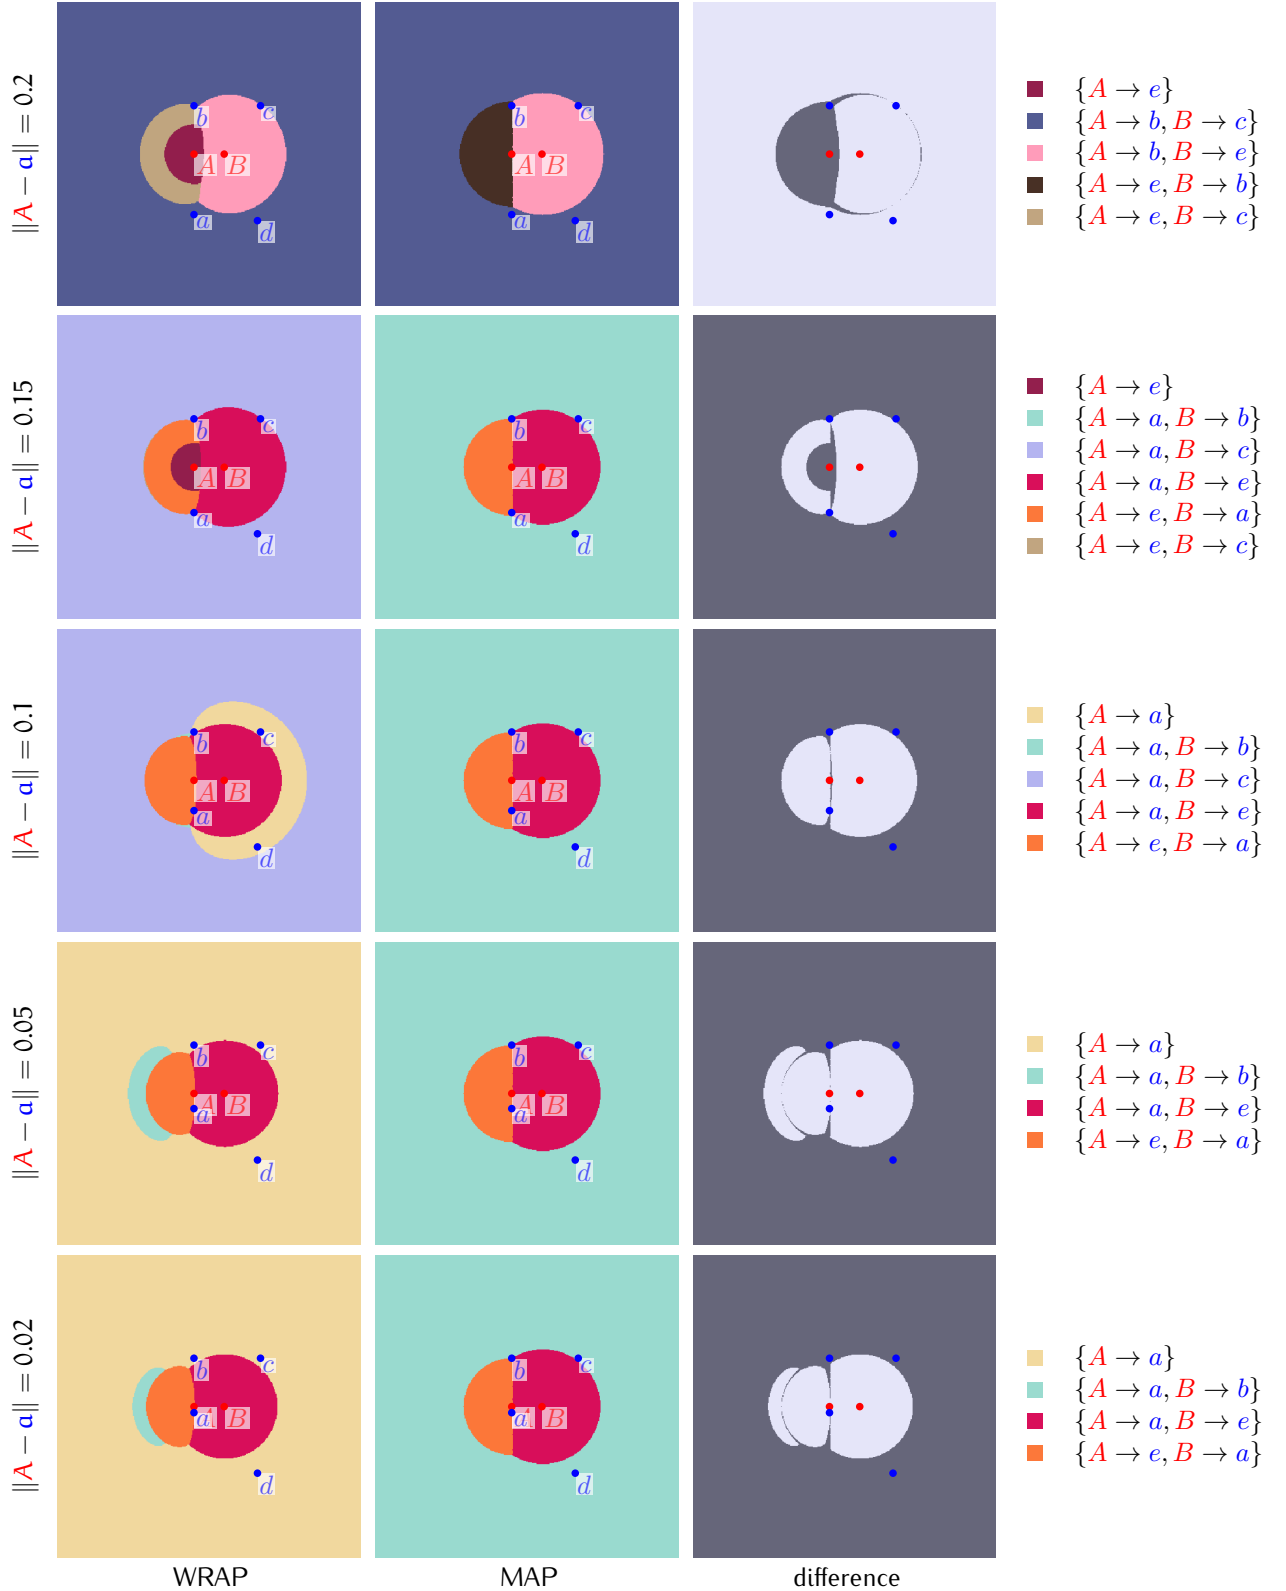 ‖A − a‖ = 0.2
b c
A B
a d
b c
A B
a d
{A → e}
{A → b, B → c}
{A → b, B → e}
{A → e, B → b}
{A → e, B → c}
‖A − a‖ = 0.15
b c
A B
a
d
b c
A B
a
d
{A → e}
{A → a, B → b}
{A → a, B → c}
{A → a, B → e}
{A → e, B → a}
{A → e, B → c}
‖A − a‖ = 0.1
b c
A B
a
d
b c
A B
a
d
{A → a}
{A → a, B → b}
{A → a, B → c}
{A → a, B → e}
{A → e, B → a}
‖A − a‖ = 0.05
b c
A B
a
d
b c
A B
a
d
{A → a}
{A → a, B → b}
{A → a, B → e}
{A → e, B → a}
‖A − a‖ = 0.02
b c
a A B
d
b c
a A B
d
{A → a}
{A → a, B → b}
{A → a, B → e}
{A → e, B → a}
WRAP MAP difference